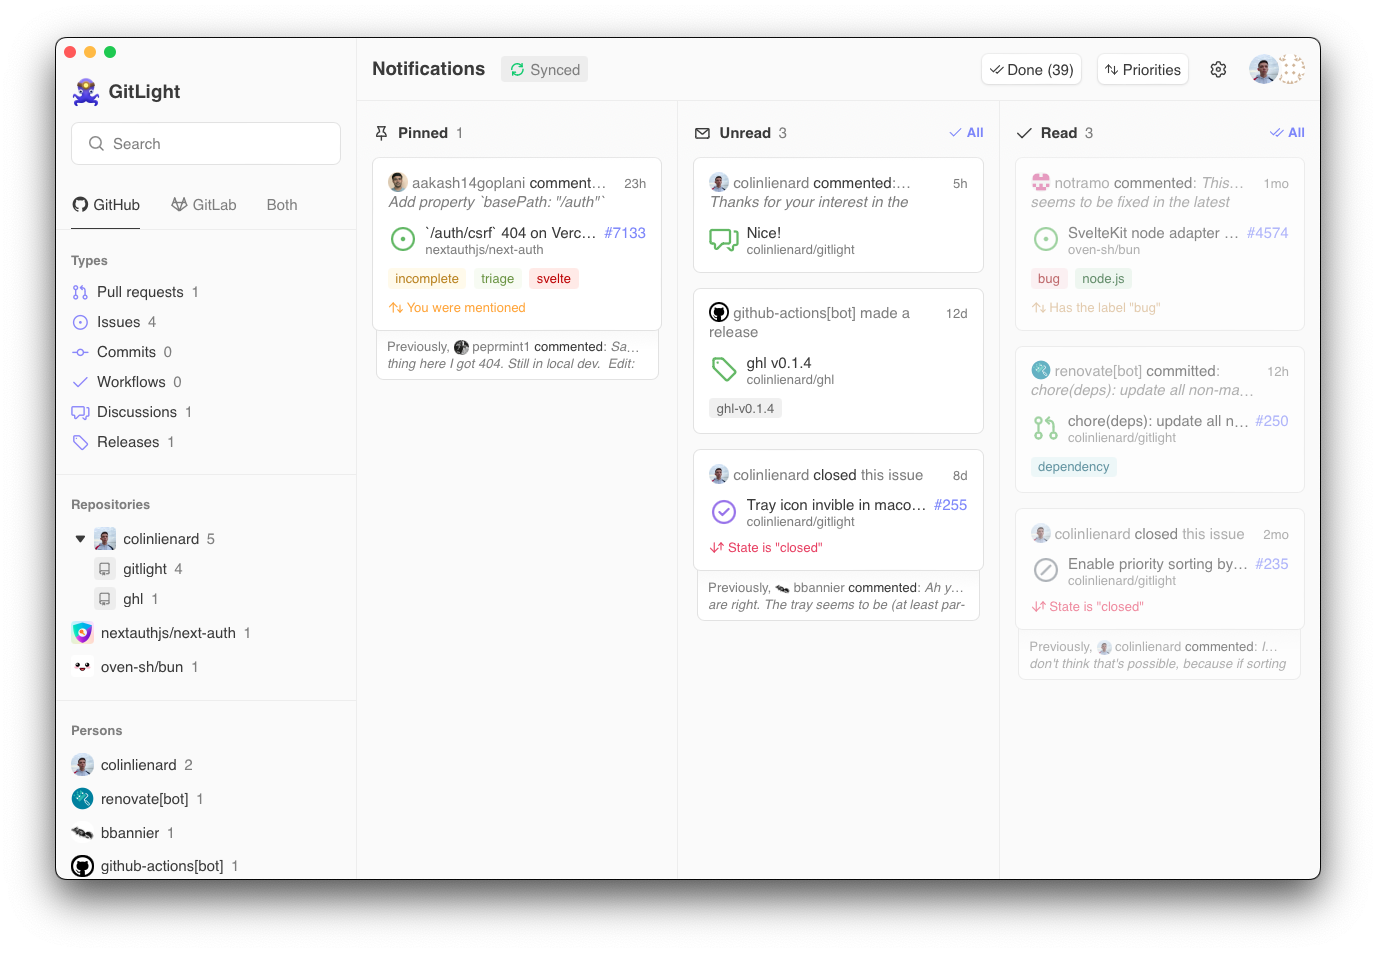 GitLight
Search
GitHub
GitLab
Both
Types
Pull requests 1
Issues 4
Commits 0
Workflows 0
Discussions 1
Releases 1
Repositories
colinlienard 5
gitlight 4
ghl 1
nextauthjs/next-auth 1
oven-sh/bun 1
Persons
colinlienard 2
renovate[bot] 1
bbannier 1
github-actions[bot] 1
Notifications
Synced
Done (39)
Priorities
Pinned 1
aakash14goplani comment… 23h
Add property `basePath: "/auth"`
`/auth/csrf` 404 on Verc… #7133
nextauthjs/next-auth
incomplete triage svelte
You were mentioned
Previously, peprmint1 commented: Sa…
thing here I got 404. Still in local dev. Edit:
Unread 3
All
colinlienard commented:… 5h
Thanks for your interest in the
Nice!
colinlienard/gitlight
github-actions[bot] made a 12d
release
ghl v0.1.4
colinlienard/ghl
ghl-v0.1.4
colinlienard closed this issue 8d
Tray icon invible in maco… #255
colinlienard/gitlight
State is "closed"
Previously, bbannier commented: Ah y…
are right. The tray seems to be (at least par-
Read 3
All
notramo commented: This… 1mo
seems to be fixed in the latest
SvelteKit node adapter … #4574
oven-sh/bun
bug node.js
Has the label "bug"
renovate[bot] committed: 12h
chore(deps): update all non-ma…
chore(deps): update all n… #250
colinlienard/gitlight
dependency
colinlienard closed this issue 2mo
Enable priority sorting by… #235
colinlienard/gitlight
State is "closed"
Previously, colinlienard commented: I…
don't think that's possible, because if sorting